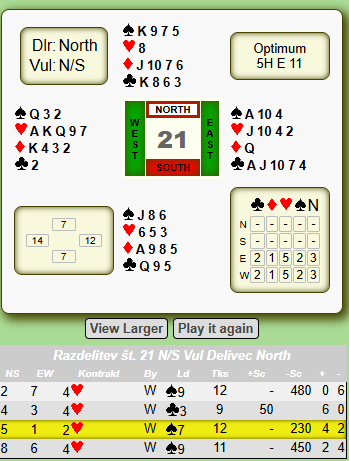 ♠ K 9 7 5
♥ 8
♦ J 10 7 6
♣ K 8 6 3
Dlr: North
Vul: N/S
Optimum
5H E 11
♠ Q 3 2
♥ A K Q 9 7
♦ K 4 3 2
♣ 2
NORTH
WEST
21
EAST
SOUTH
♠ A 10 4
♥ J 10 4 2
♦ Q
♣ A J 10 7 4
7
14 12
7
♠ J 8 6
♥ 6 5 3
♦ A 9 8 5
♣ Q 9 5
♣ ♦ ♥ ♠ N
N - - - - -
S - - - - -
E 2 1 5 2 3
W 2 1 5 2 3
View Larger Play it again
Razdelitev št. 21 N/S Vul Delivec North
NS EW Kontrakt By Ld Tks +Sc -Sc + -
2 7 4♥ W ♠9 12 - 480 0 6
4 3 4♥ W ♣3 9 50 6 0
5 1 2♥ W ♠7 12 - 230 4 2
8 6 4♥ W ♠9 11 - 450 2 4